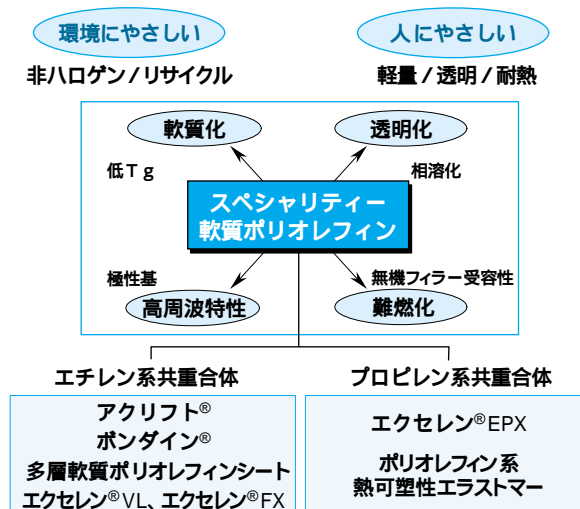 環境にやさしい
人にやさしい
非ハロゲン/リサイクル
軽量/透明/耐熱
軟質化
透明化
低Tg
相溶化
スペシャリティー
軟質ポリオレフィン
極性基
無機フィラー受容性
高周波特性
難燃化
エチレン系共重合体
プロピレン系共重合体
アクリフト®
ボンダイン®
多層軟質ポリオレフィンシート
エクセレン®VL、エクセレン®FX
エクセレン®EPX
ポリオレフィン系
熱可塑性エラストマー